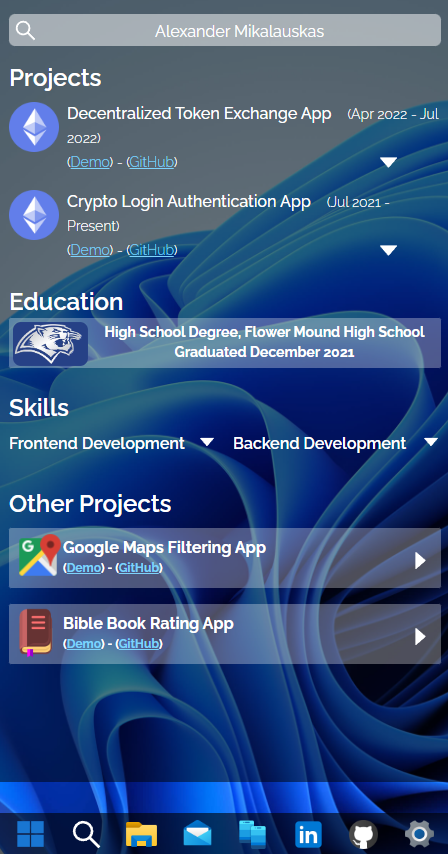 Alexander Mikalauskas
Projects
Decentralized Token Exchange App (Apr 2022 - Jul
2022)
(Demo) - (GitHub)
Crypto Login Authentication App (Jul 2021 -
Present)
(Demo) - (GitHub)
Education
High School Degree, Flower Mound High School
Graduated December 2021
Skills
Frontend Development Backend Development
Other Projects
G
Google Maps Filtering App
(Demo) - (GitHub)
Bible Book Rating App
(Demo) - (GitHub)
in